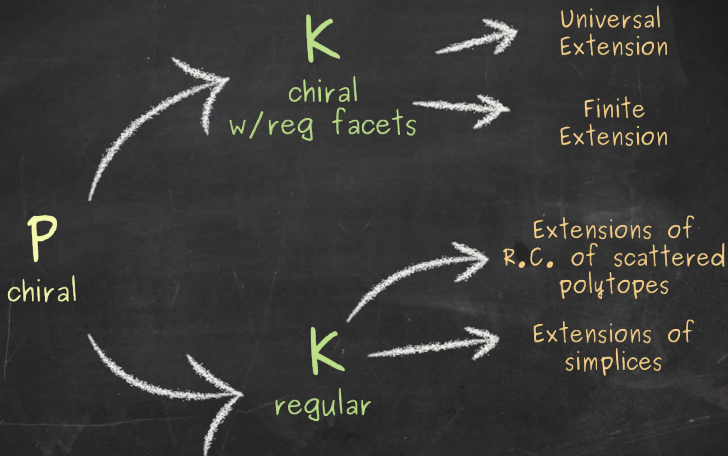 K
chiral
w/reg facets
Universal
Extension
Finite
Extension
P
chiral
K
regular
Extensions of
R.C. of scattered
polytopes
Extensions of
simplices